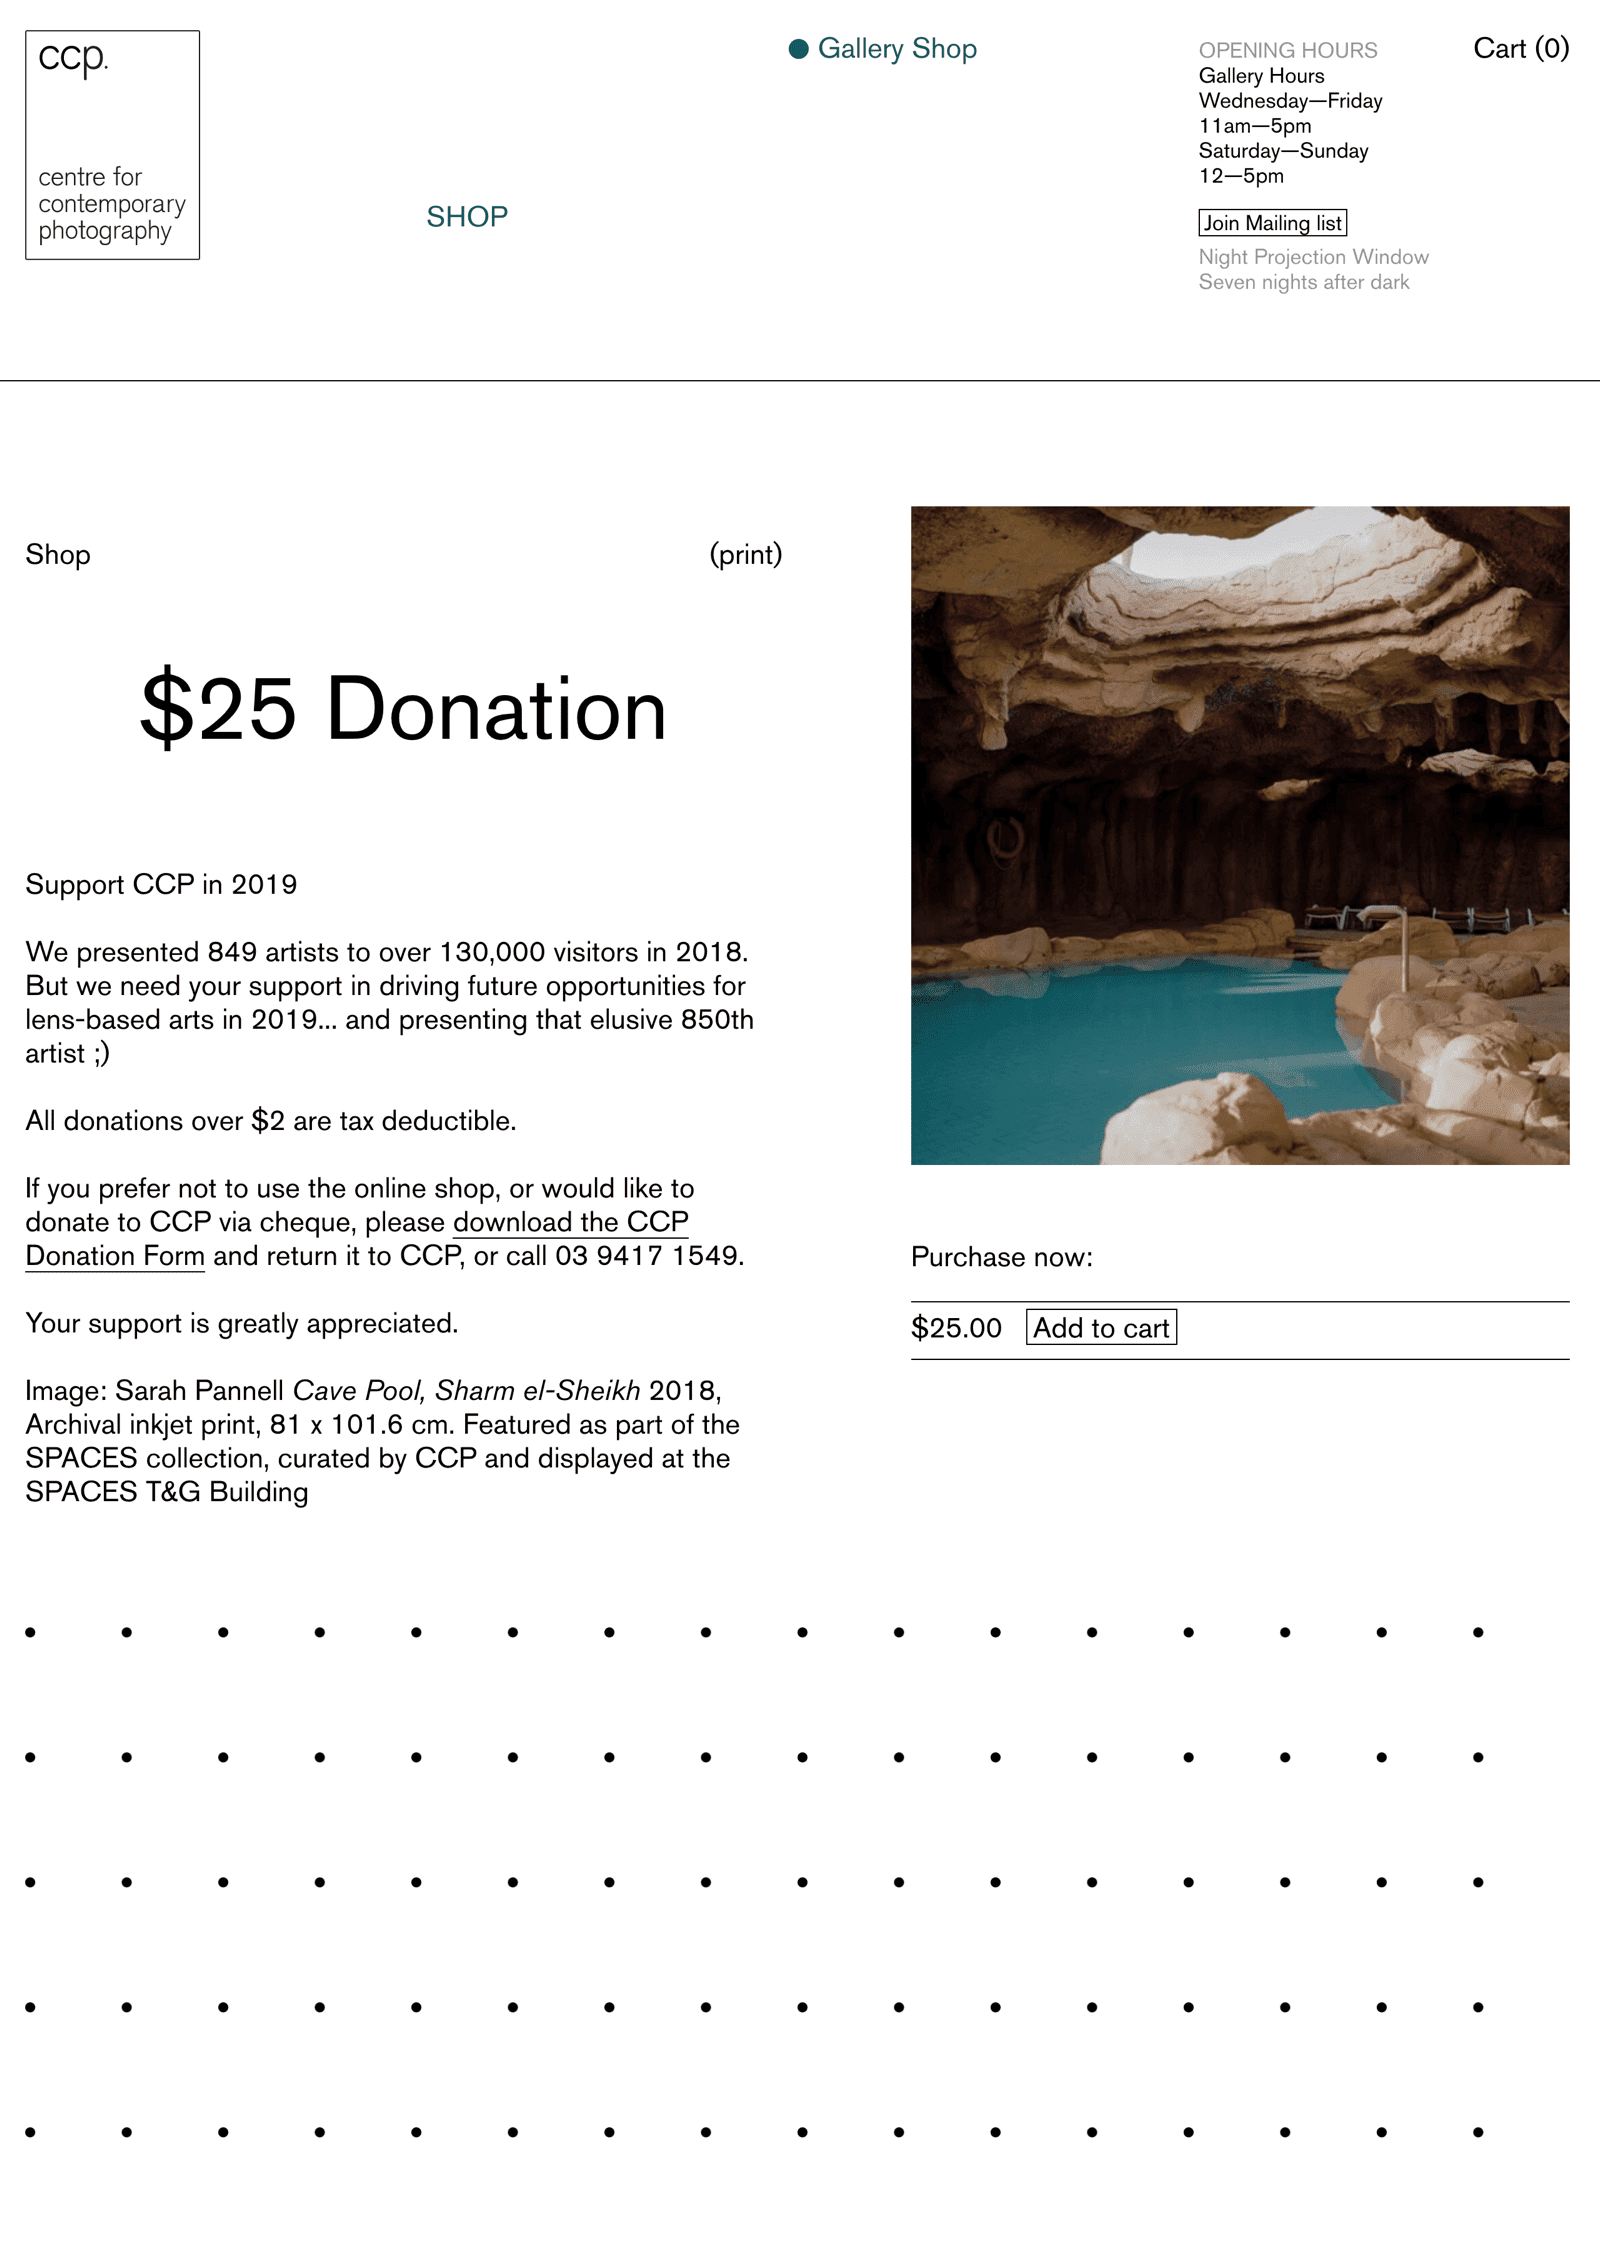 ccp.
centre for
contemporary
photography
SHOP
Gallery Shop
OPENING HOURS
Gallery Hours
Wednesday—Friday
11am—5pm
Saturday—Sunday
12—5pm
Join Mailing list
Night Projection Window
Seven nights after dark
Cart (0)
Shop
(print)
$25 Donation
Support CCP in 2019
We presented 849 artists to over 130,000 visitors in 2018.
But we need your support in driving future opportunities for
lens-based arts in 2019... and presenting that elusive 850th
artist ;)
All donations over $2 are tax deductible.
If you prefer not to use the online shop, or would like to
donate to CCP via cheque, please download the CCP
Donation Form and return it to CCP, or call 03 9417 1549.
Your support is greatly appreciated.
Image: Sarah Pannell Cave Pool, Sharm el-Sheikh 2018,
Archival inkjet print, 81 x 101.6 cm. Featured as part of the
SPACES collection, curated by CCP and displayed at the
SPACES T&G Building
Purchase now:
$25.00 Add to cart